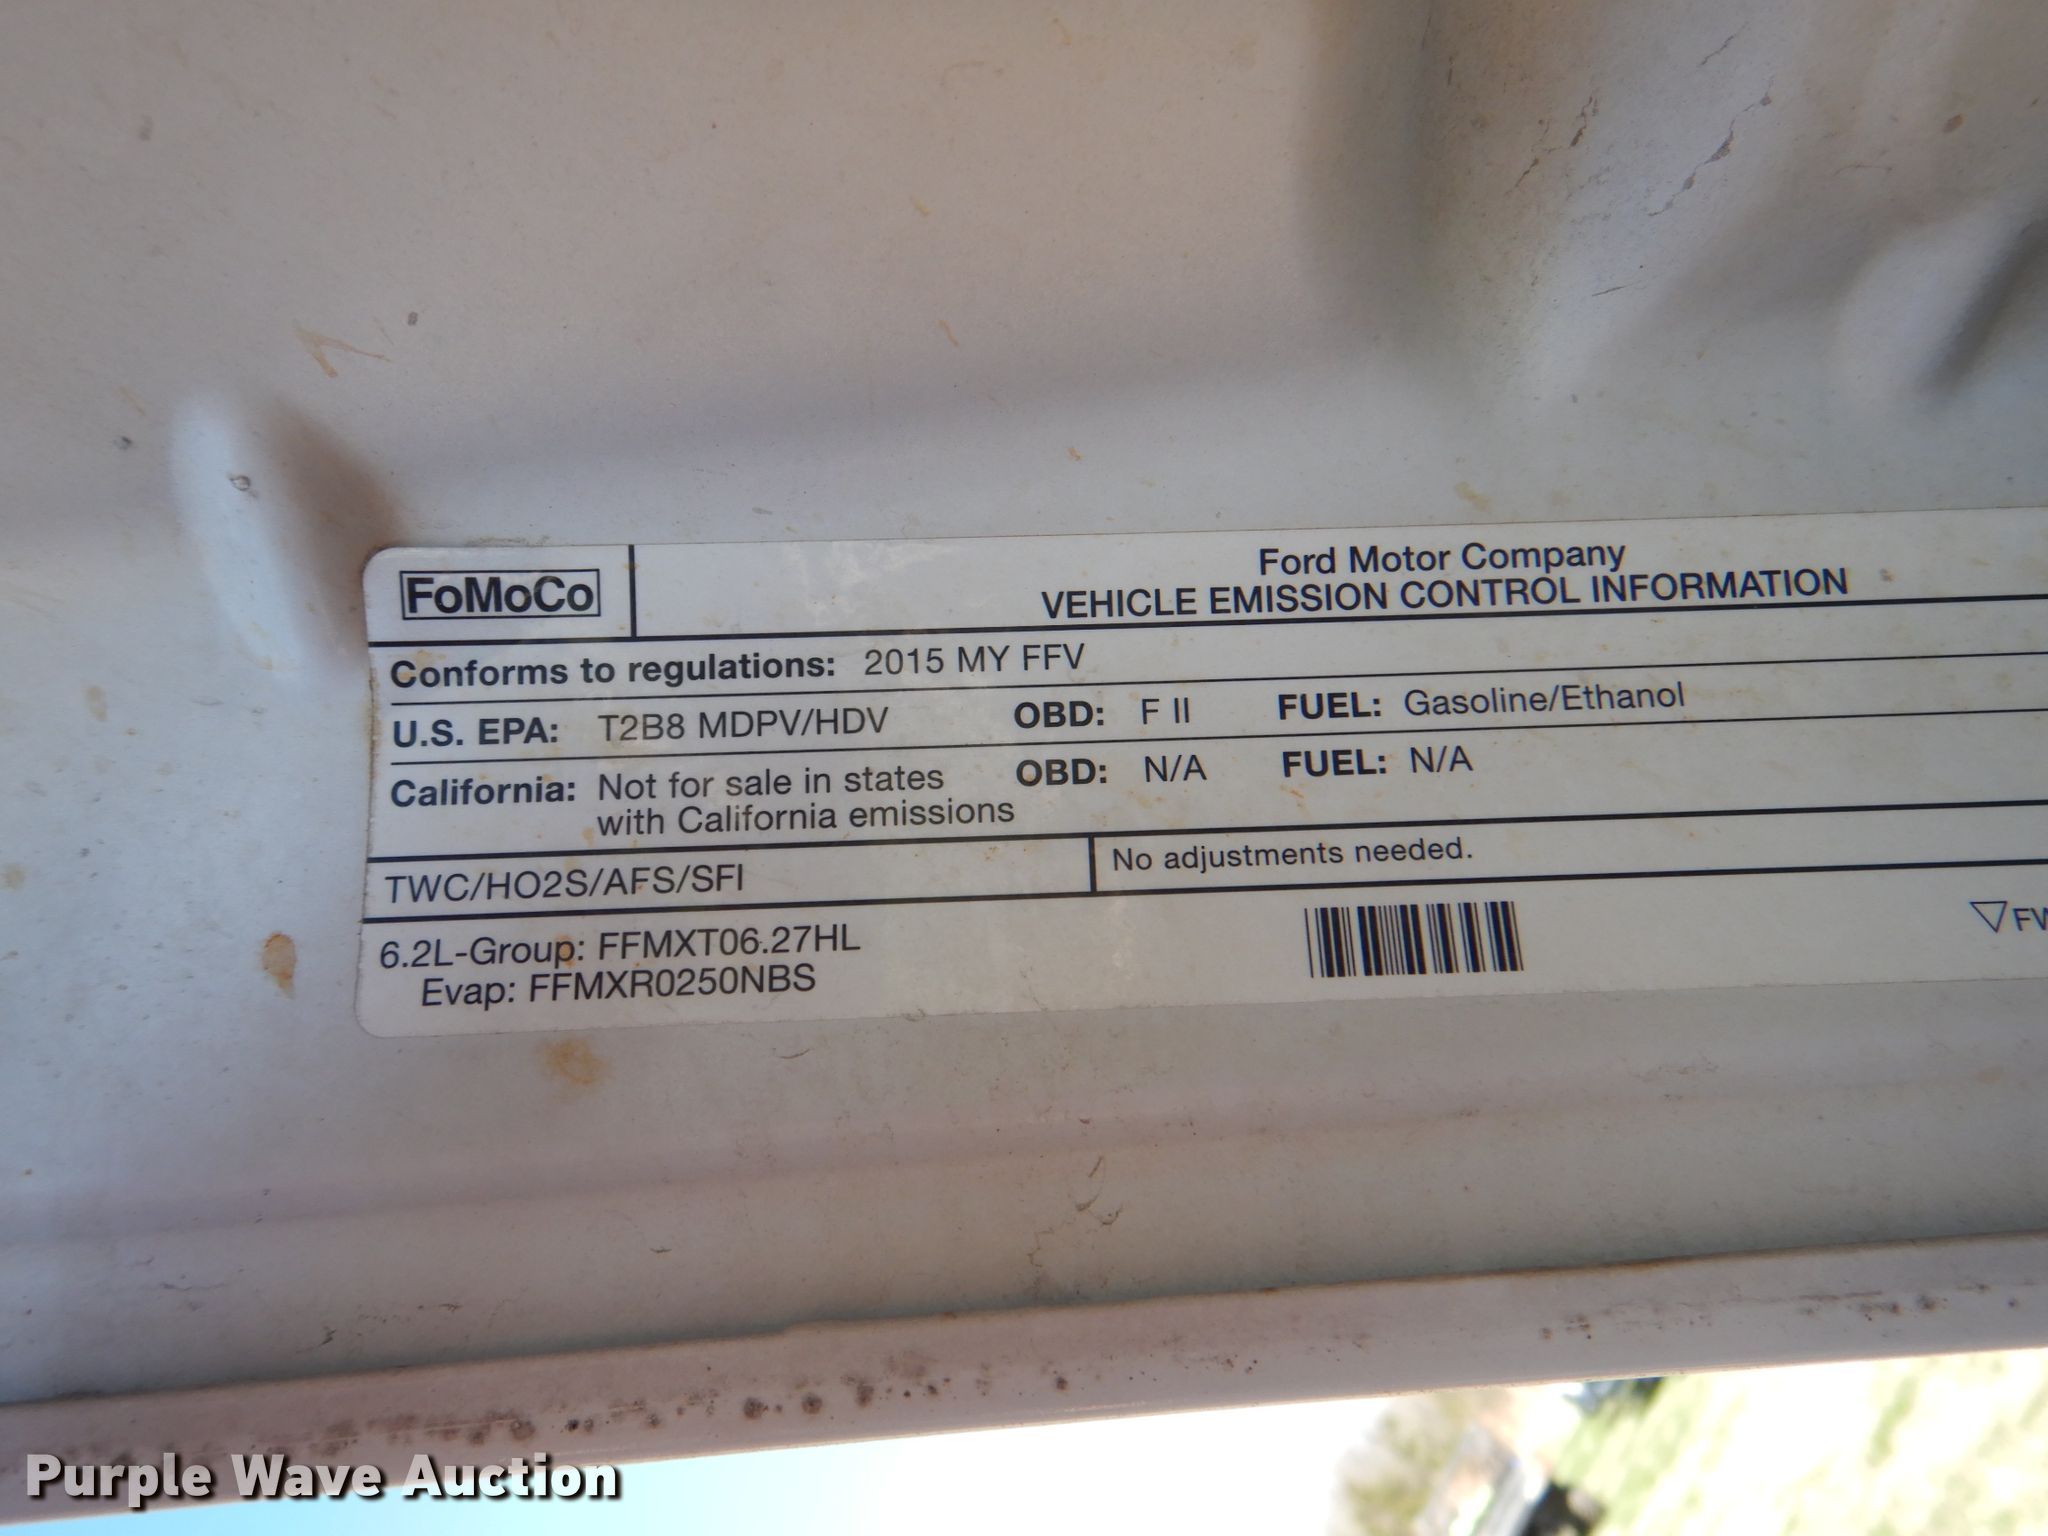 FoMoCo
Ford Motor Company
VEHICLE EMISSION CONTROL INFORMATION
Conforms to regulations: 2015 MY FFV
U.S. EPA: T2B8 MDPV/HDV OBD: F II FUEL: Gasoline/Ethanol
California: Not for sale in states OBD: N/A FUEL: N/A
with California emissions
TWC/HO2S/AFS/SFI No adjustments needed.
6.2L-Group: FFMXT06.27HL
Evap: FFMXR0250NBS
Purple Wave Auction